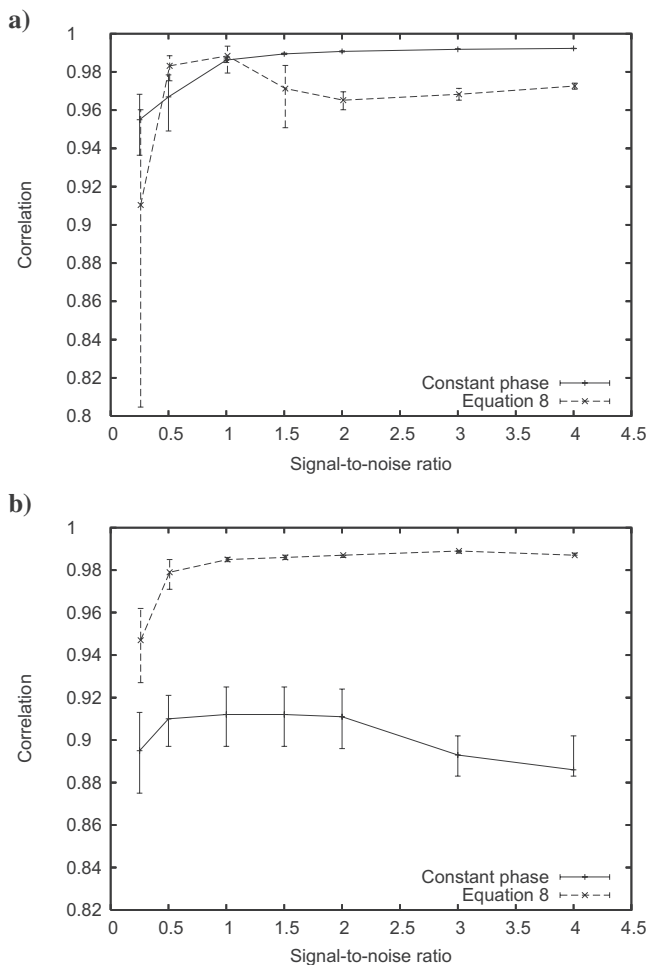 a)
1
0.98
0.96
0.94
0.92
0.9
0.88
0.86
0.84
0.82
0.8
Correlation
Constant phase
Equation 8
0 0.5 1 1.5 2 2.5 3 3.5 4 4.5
Signal-to-noise ratio
b)
1
0.98
0.96
0.94
0.92
0.9
0.88
0.86
0.84
0.82
Correlation
Constant phase
Equation 8
0 0.5 1 1.5 2 2.5 3 3.5 4 4.5
Signal-to-noise ratio